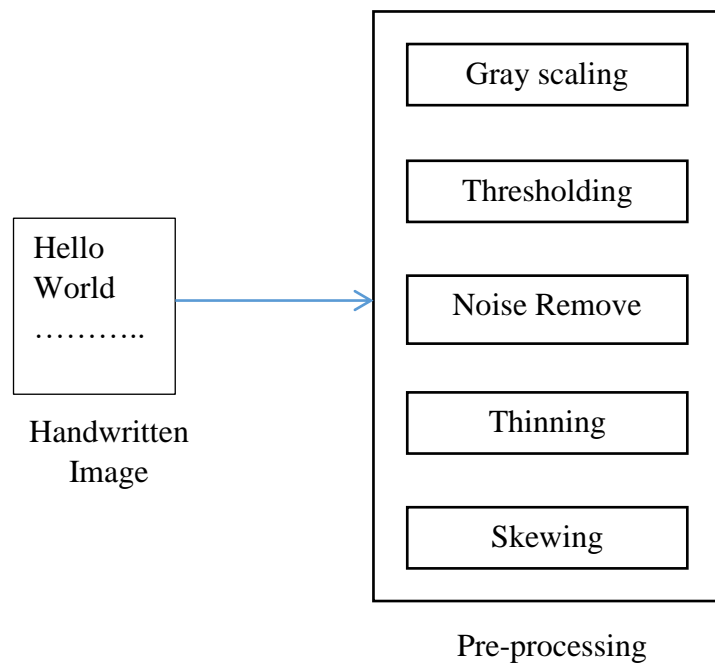 Hello
World
………..
Handwritten
Image
Gray scaling
Thresholding
Noise Remove
Thinning
Skewing
Pre-processing